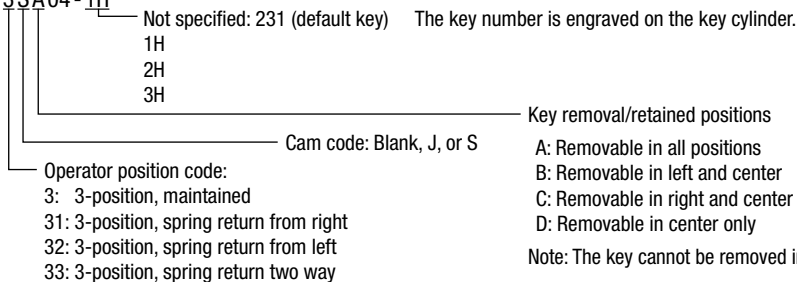 3SA04-1H
Not specified: 231 (default key) The key number is engraved on the key cylinder.
1H
2H
3H
Key removal/retained positions
Cam code: Blank, J, or S
A: Removable in all positions
Operator position code:
B: Removable in left and center
3: 3-position, maintained
C: Removable in right and center
31: 3-position, spring return from right
D: Removable in center only
32: 3-position, spring return from left
Note: The key cannot be removed
33: 3-position, spring return two way